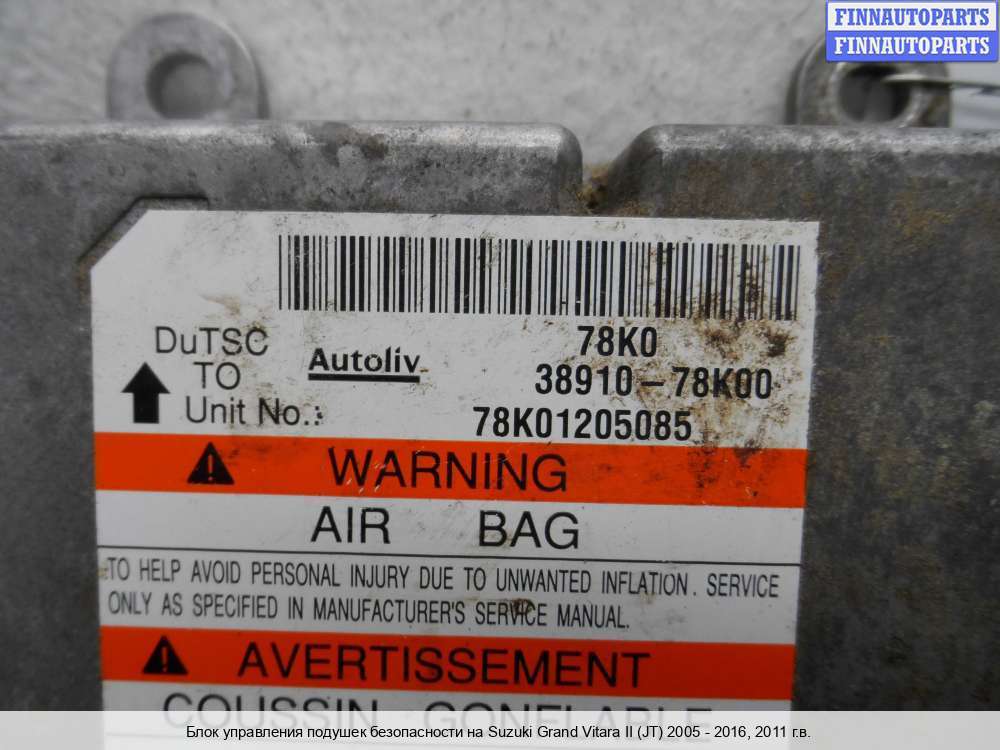 FINNAUTOPARTS
FINNAUTOPARTS
78K0
DuTSC Autoliv 38910-78K00
TO
Unit No.: 78K01205085
WARNING
AIR BAG
TO HELP AVOID PERSONAL INJURY DUE TO UNWANTED INFLATION. SERVICE
ONLY AS SPECIFIED IN MANUFACTURER'S SERVICE MANUAL.
AVERTISSEMENT
COUSSIN GONFLABLE
Блок управления подушек безопасности на Suzuki Grand Vitara II (JT) 2005 - 2016, 2011 г.в.